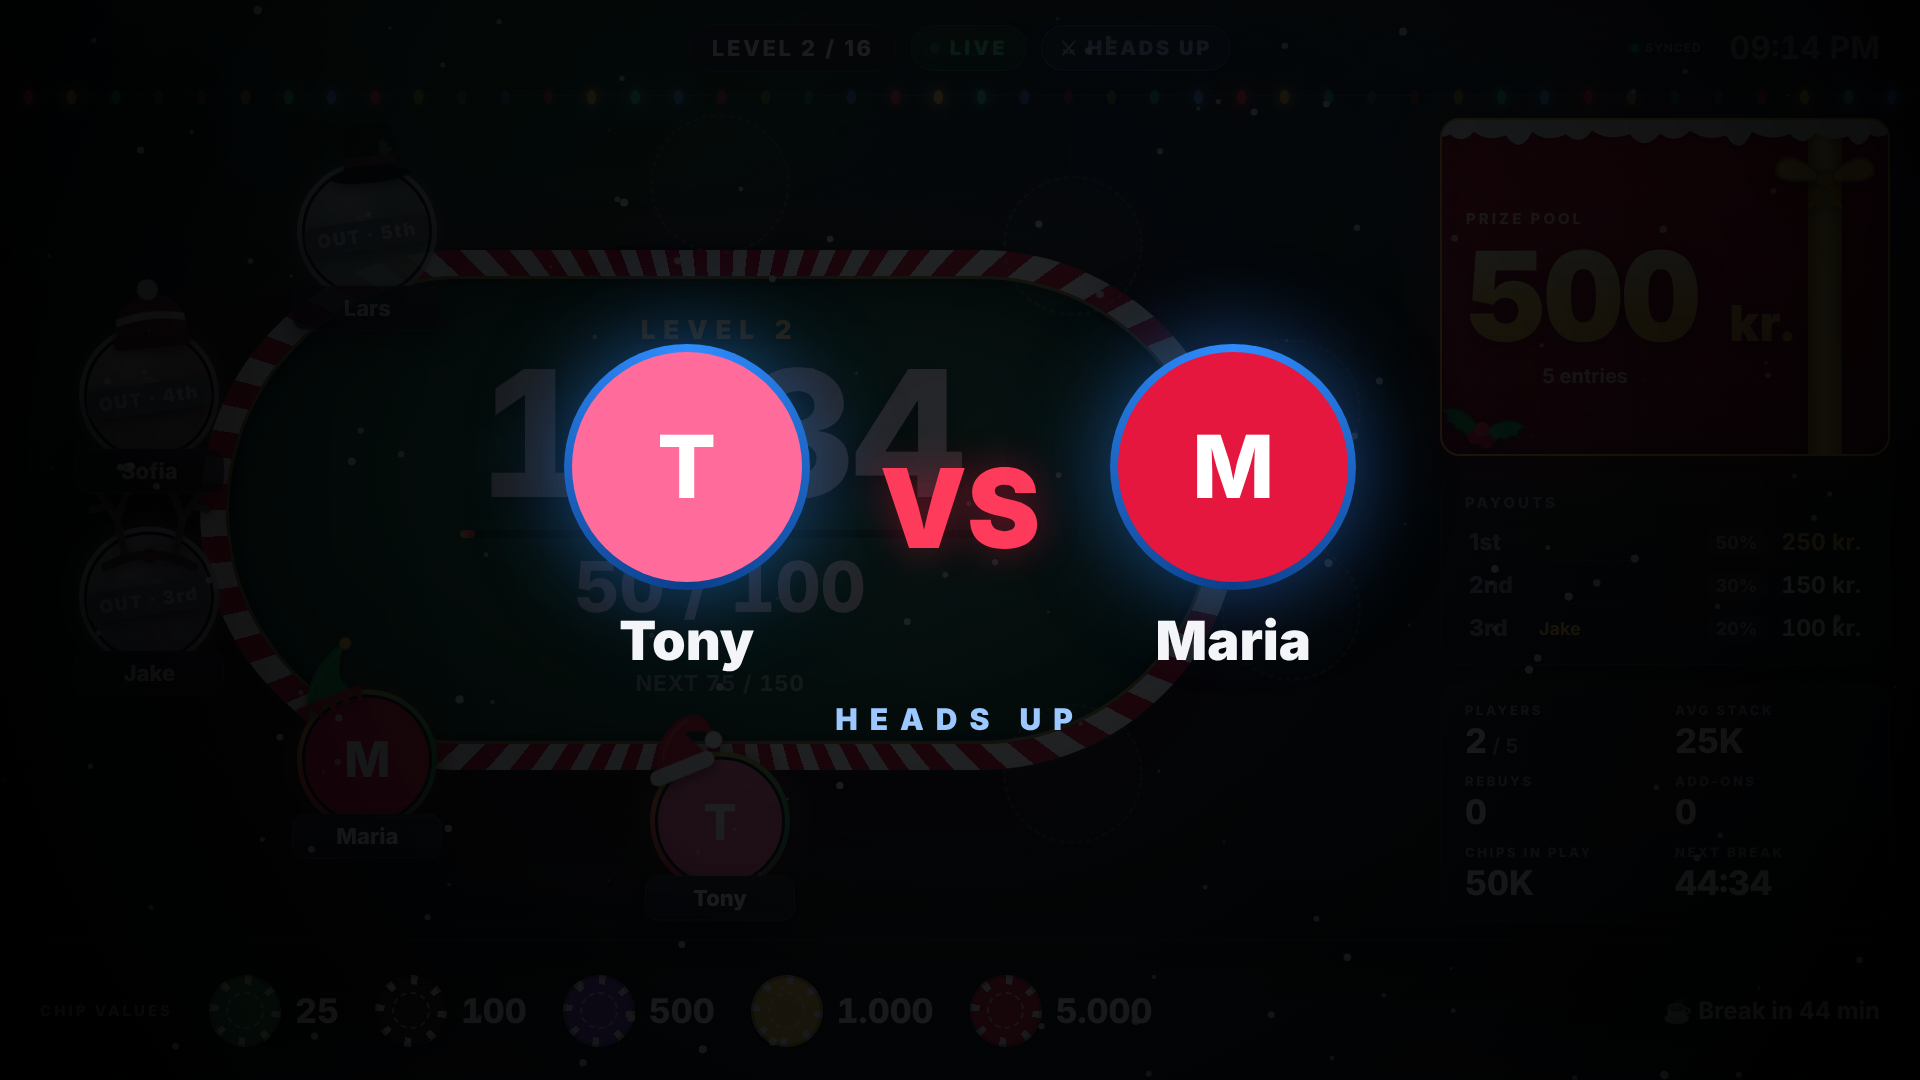 LEVEL 2 / 16
LIVE
⚔ HEADS UP
SYNCED
09:14 PM
OUT · 5th
Lars
OUT · 4th
Sofia
OUT · 3rd
Jake
M
Maria
T
Tony
LEVEL 2
50 / 100
NEXT 75 / 150
T
VS
M
Tony
Maria
HEADS UP
PRIZE POOL
500 kr.
5 entries
PAYOUTS
1st 50% 250 kr.
2nd 30% 150 kr.
3rd Jake 20% 100 kr.
PLAYERS
2 / 5
AVG STACK
25K
REBUYS
0
ADD-ONS
0
CHIPS IN PLAY
50K
NEXT BREAK
44:34
CHIP VALUES
25
100
500
1.000
5.000
Break in 44 min